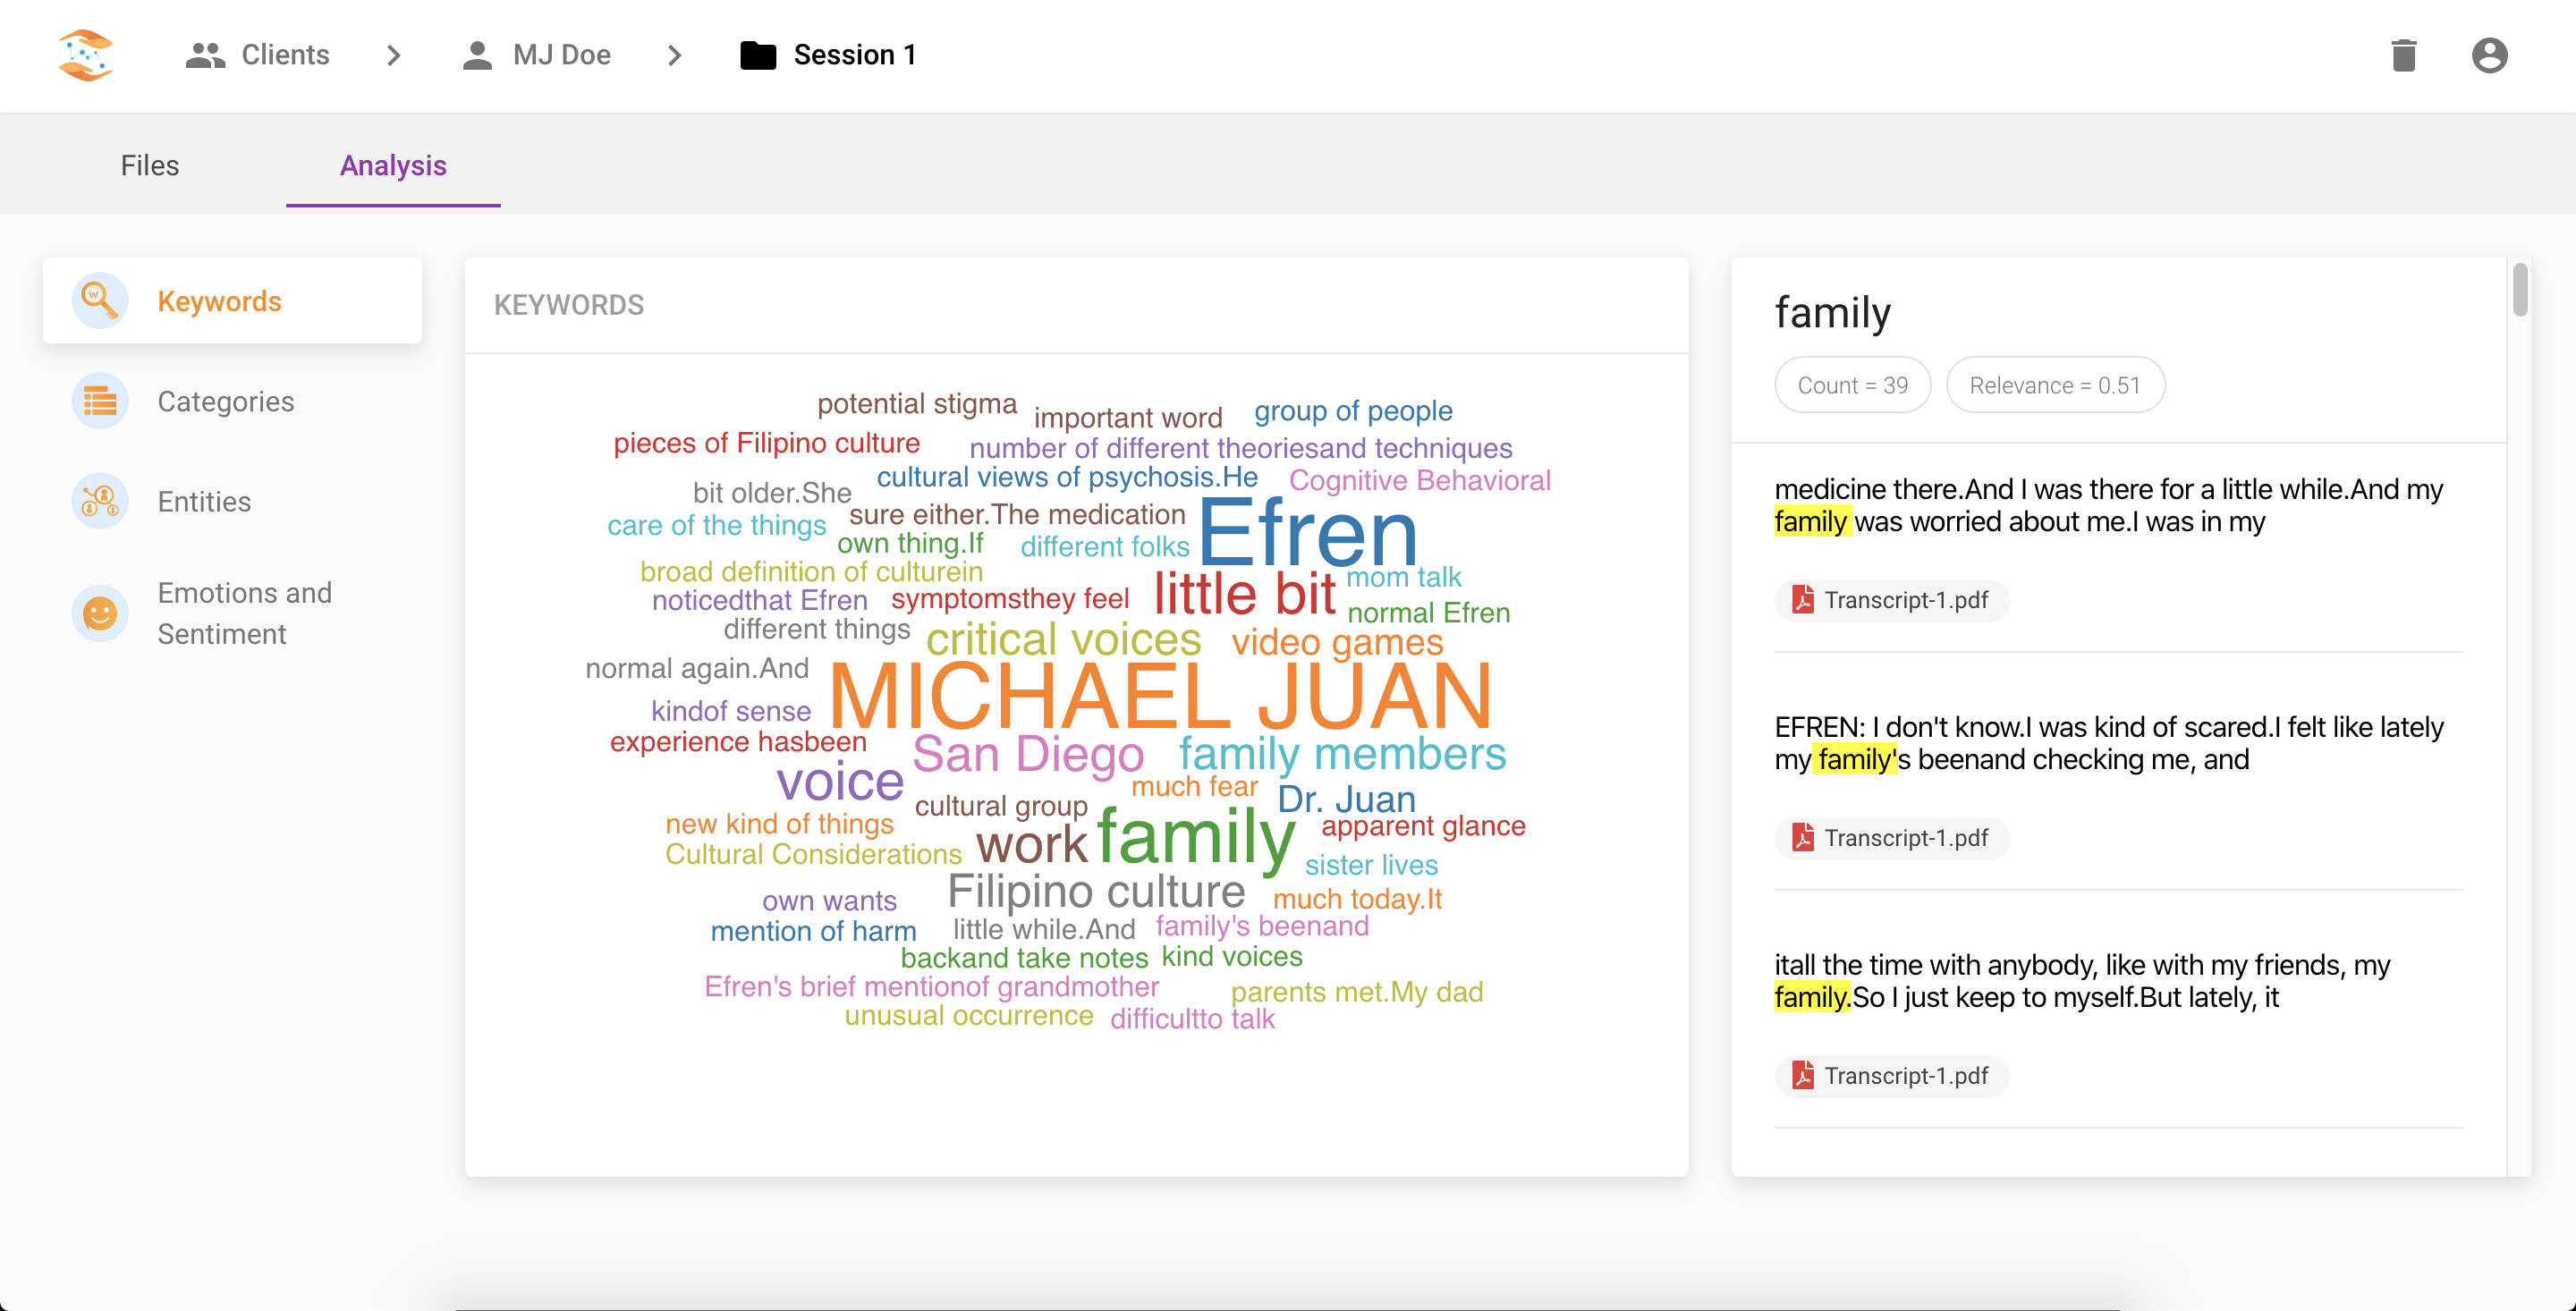 Clients
MJ Doe
Session 1
Files
Analysis
Keywords
Categories
Entities
Emotions and
Sentiment
KEYWORDS
potential stigma
important word
group of people
pieces of Filipino culture
number of different theoriesand techniques
cultural views of psychosis.He
Cognitive Behavioral
bit older.She
sure either.The medication
Efren
care of the things
own thing.If
different folks
broad definition of culturein
little bit
mom talk
noticedthat Efren
symptomsthey feel
normal Efren
different things
critical voices
video games
normal again.And
MICHAEL JUAN
kindof sense
experience hasbeen
San Diego
family members
voice
much fear
cultural group
Dr. Juan
new kind of things
work
family
apparent glance
Cultural Considerations
sister lives
own wants
Filipino culture
much today.It
mention of harm
little while.And
family's beenand
backand take notes
kind voices
Efren's brief mentionof grandmother
parents met.My dad
unusual occurrence
difficultto talk
family
Count = 39
Relevance = 0.51
medicine there.And I was there for a little while.And my
family was worried about me.I was in my
Transcript-1.pdf
EFREN: I don't know.I was kind of scared.I felt like lately
my family's beenand checking me, and
Transcript-1.pdf
itall the time with anybody, like with my friends, my
family.So I just keep to myself.But lately, it
Transcript-1.pdf